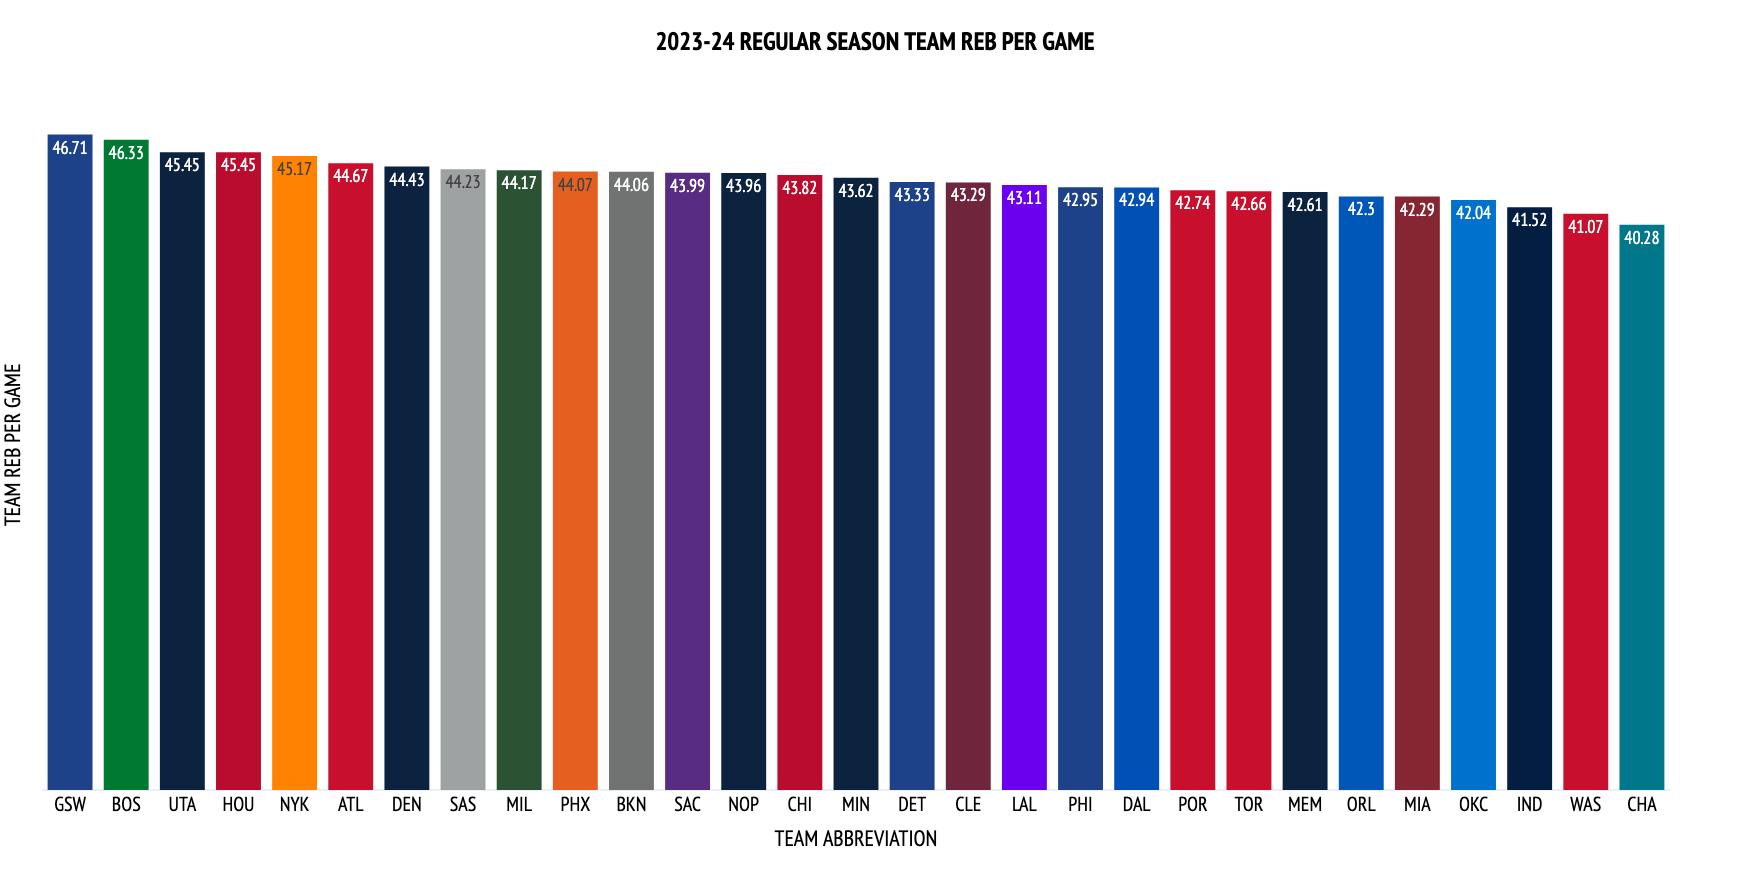 2023-24 REGULAR SEASON TEAM REB PER GAME
TEAM REB PER GAME
46.71 46.33 45.45 45.45 45.17 44.67 44.43 44.23 44.17 44.07 44.06 43.99 43.96 43.82 43.62 43.33 43.29 43.11 42.95 42.94 42.74 42.66 42.61 42.3 42.29 42.04 41.52 41.07 40.28
GSW BOS UTA HOU NYK ATL DEN SAS MIL PHX BKN SAC NOP CHI MIN DET CLE LAL PHI DAL POR TOR MEM ORL MIA OKC IND WAS CHA
TEAM ABBREVIATION